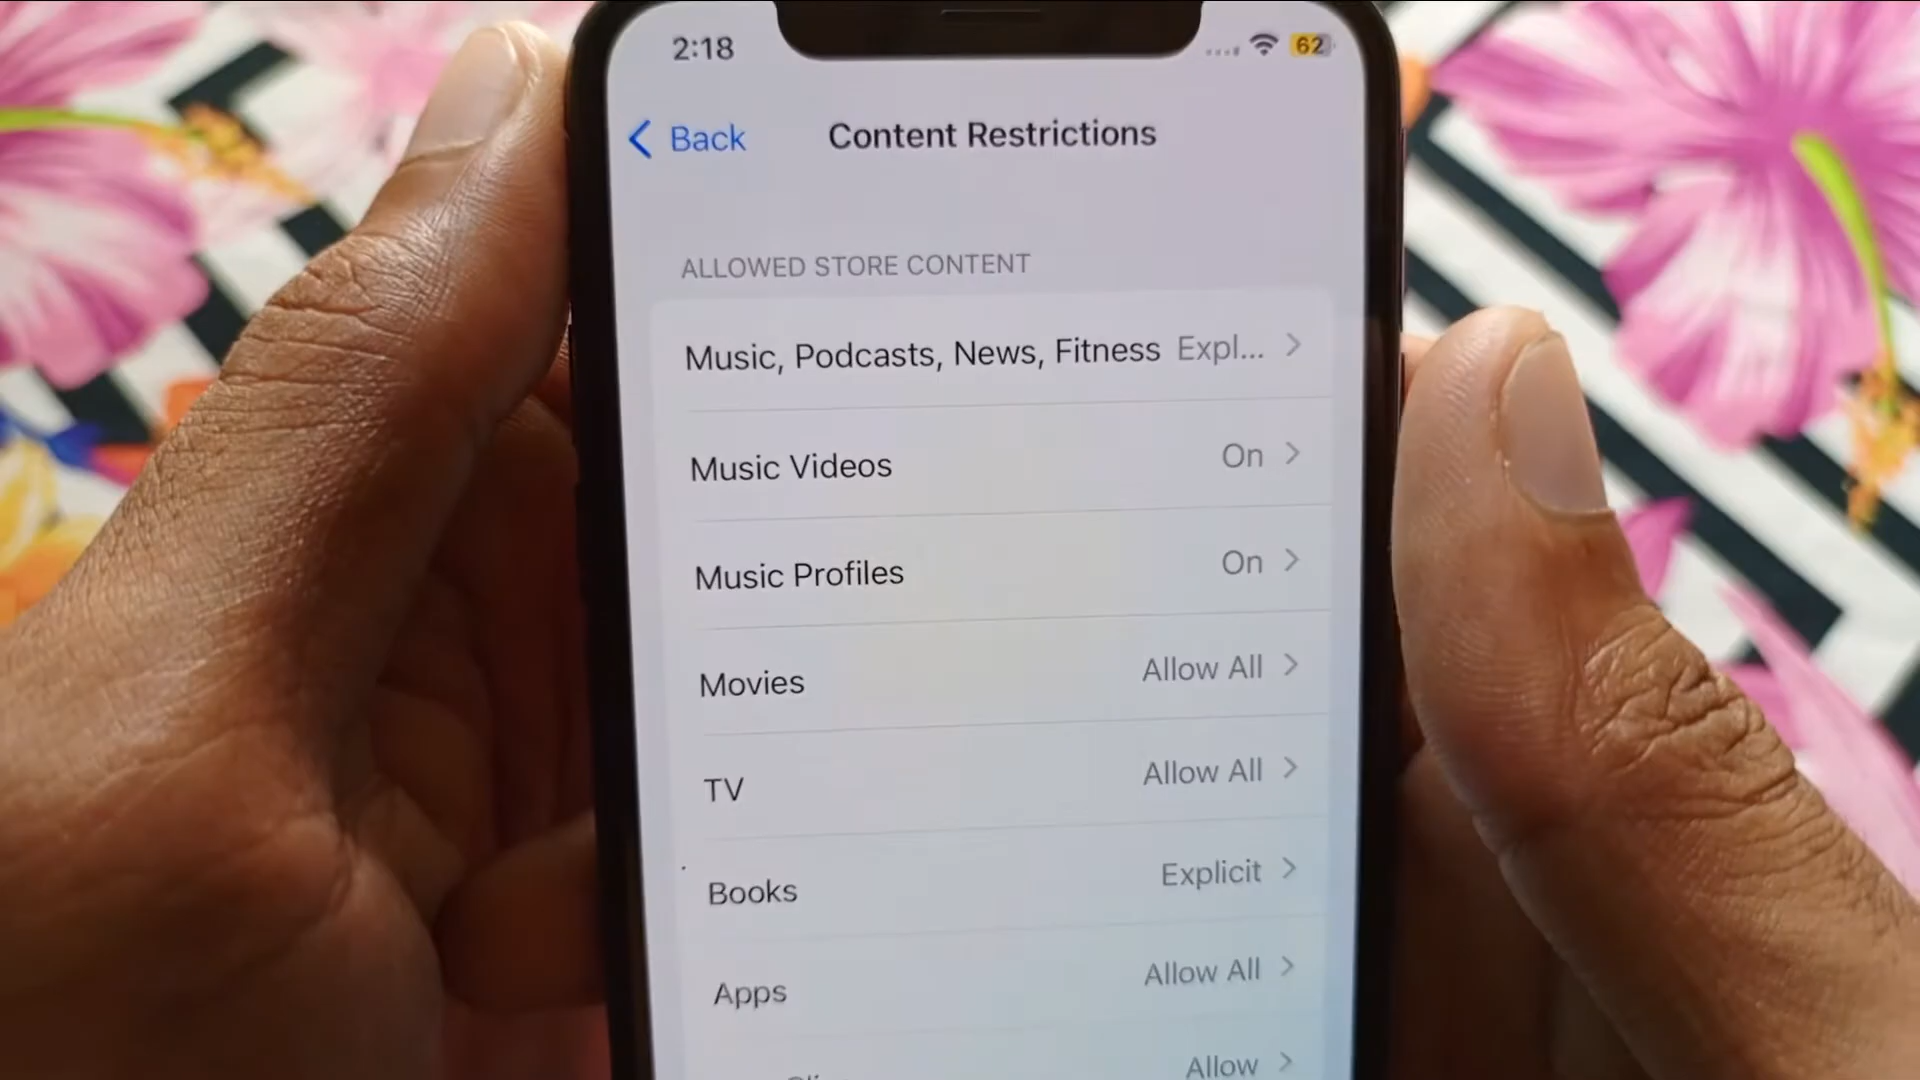 2:18 62
Back Content Restrictions
ALLOWED STORE CONTENT
Music, Podcasts, News, Fitness Expl...
Music Videos On
Music Profiles On
Movies Allow All
TV Allow All
Books Explicit
Apps Allow All
Allow